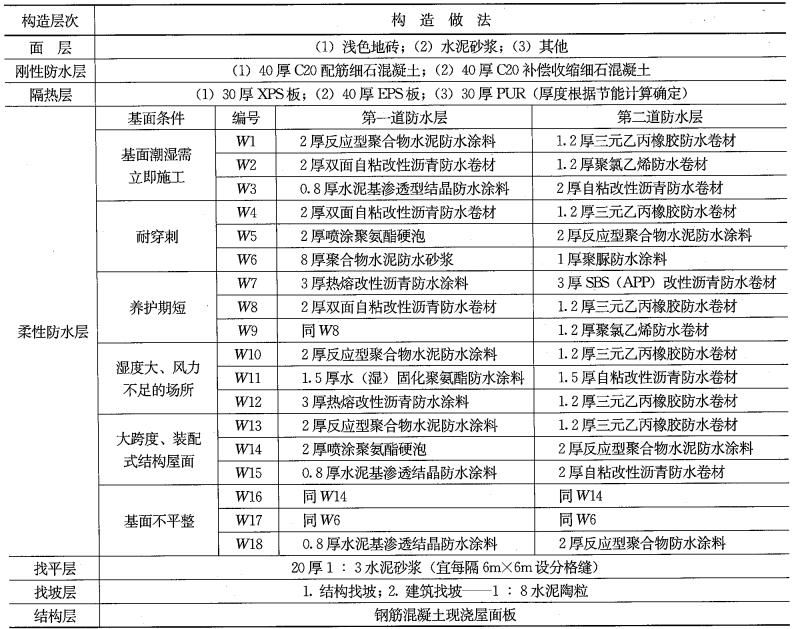 构造层次 构造做法
面层 (1) 浅色地砖；(2) 水泥砂浆；(3) 其他
刚性防水层 (1) 40厚C20配筋细石混凝土；(2) 40厚C20补偿收缩细石混凝土
隔热层 (1) 30厚XPS板；(2) 40厚EPS板；(3) 30厚PUR（厚度根据节能计算确定）
柔性防水层 基面条件 编号 第一道防水层 第二道防水层
基面潮湿需立即施工 W1 2厚反应型聚合物水泥防水涂料 1.2厚三元乙丙橡胶防水卷材
W2 2厚双面自粘改性沥青防水卷材 1.2厚聚氯乙烯防水卷材
W3 0.8厚水泥基渗透型结晶防水涂料 2厚自粘改性沥青防水卷材
耐穿刺 W4 2厚双面自粘改性沥青防水卷材 1.2厚三元乙丙橡胶防水卷材
W5 2厚喷涂聚氨酯硬泡 2厚反应型聚合物水泥防水涂料
W6 8厚聚合物水泥防水砂浆 1厚聚脲防水涂料
养护期短 W7 3厚热熔改性沥青防水涂料 3厚SBS（APP）改性沥青防水卷材
W8 2厚双面自粘改性沥青防水卷材 1.2厚三元乙丙橡胶防水卷材
W9 同W8 1.2厚聚氯乙烯防水卷材
湿度大、风力不足的场所 W10 2厚反应型聚合物水泥防水涂料 1.2厚三元乙丙橡胶防水卷材
W11 1.5厚水（湿）固化聚氨酯防水涂料 1.5厚自粘改性沥青防水卷材
W12 3厚热熔改性沥青防水涂料 1.2厚三元乙丙橡胶防水卷材
大跨度、装配式结构屋面 W13 2厚反应型聚合物水泥防水涂料 1.2厚三元乙丙橡胶防水卷材
W14 2厚喷涂聚氨酯硬泡 2厚反应型聚合物水泥防水涂料
W15 0.8厚水泥基渗透结晶防水涂料 2厚自粘改性沥青防水卷材
基面不平整 W16 同W14 同W14
W17 同W6 同W6
W18 0.8厚水泥基渗透结晶防水涂料 2厚反应型聚合物防水涂料
找平层 20厚1：3水泥砂浆（宜每隔6m×6m设分格缝）
找坡层 1.结构找坡；2.建筑找坡——1：8水泥陶粒
结构层 钢筋混凝土现浇屋面板